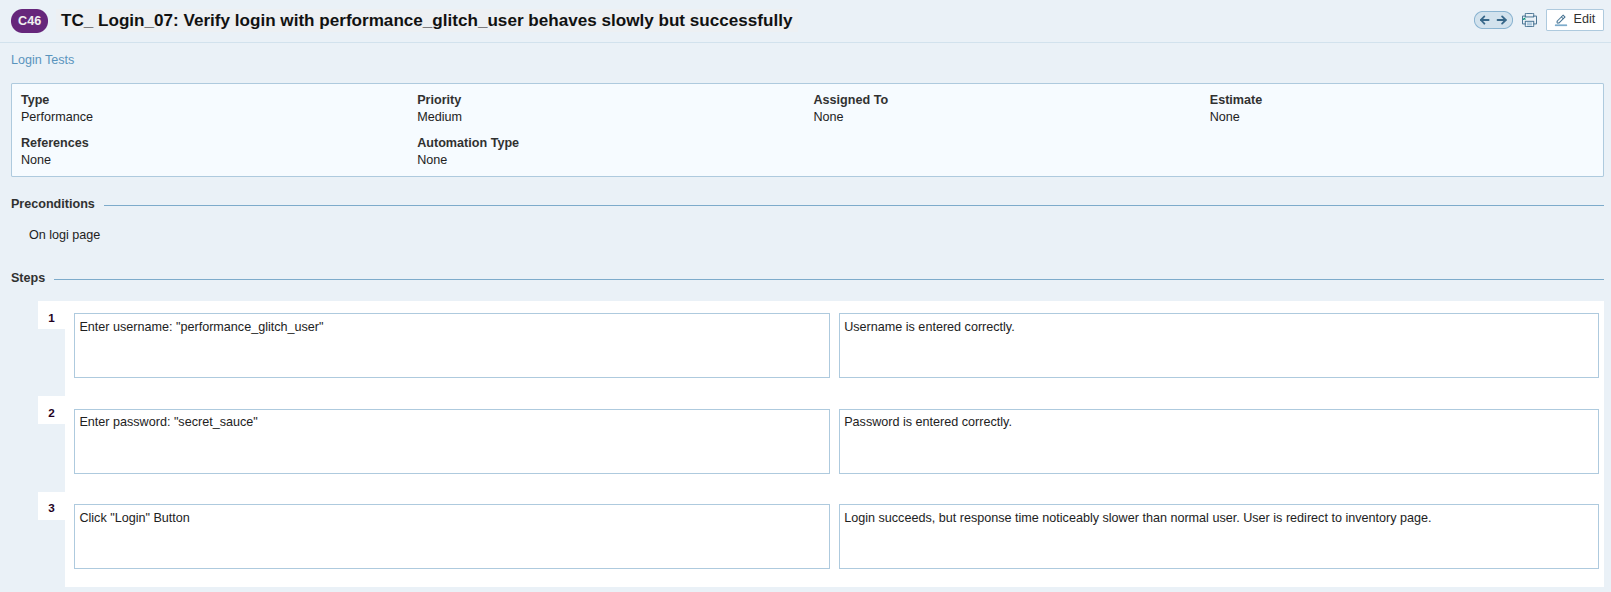 C46 TC_ Login_07: Verify login with performance_glitch_user behaves slowly but successfully Edit
Login Tests
Type Priority Assigned To Estimate
Performance Medium None None
References Automation Type
None None
Preconditions
On logi page
Steps
1 Enter username: "performance_glitch_user" Username is entered correctly.
2 Enter password: "secret_sauce" Password is entered correctly.
3 Click "Login" Button Login succeeds, but response time noticeably slower than normal user. User is redirect to inventory page.